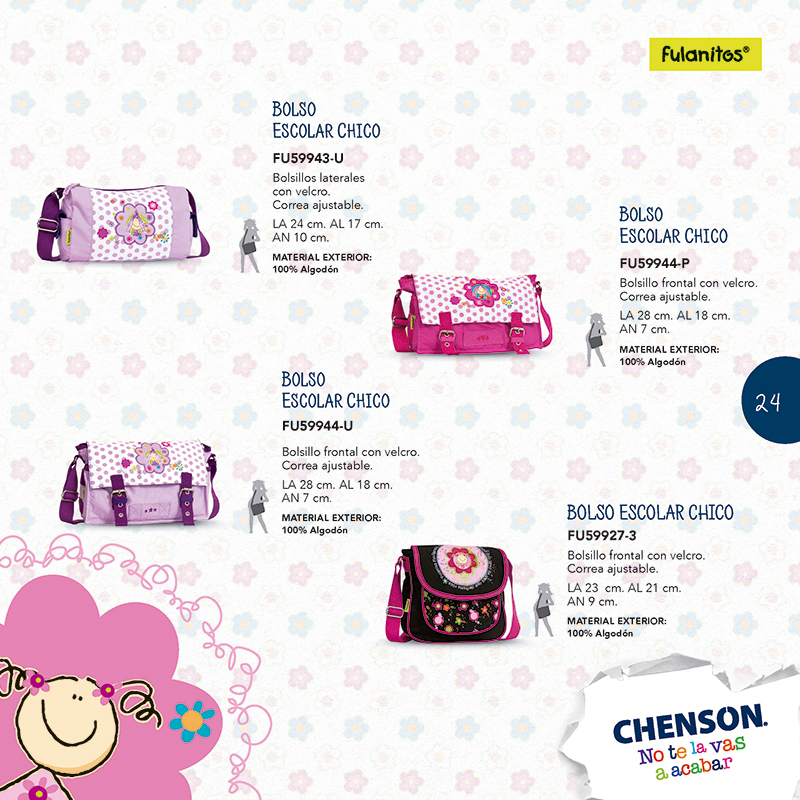 fulanitos®
BOLSO
ESCOLAR CHICO
FU59943-U
Bolsillos laterales
con velcro.
Correa ajustable.
LA 24 cm. AL 17 cm.
AN 10 cm.
MATERIAL EXTERIOR:
100% Algodón
BOLSO
ESCOLAR CHICO
FU59944-P
Bolsillo frontal con velcro.
Correa ajustable.
LA 28 cm. AL 18 cm.
AN 7 cm.
MATERIAL EXTERIOR:
100% Algodón
24
BOLSO
ESCOLAR CHICO
FU59944-U
Bolsillo frontal con velcro.
Correa ajustable.
LA 28 cm. AL 18 cm.
AN 7 cm.
MATERIAL EXTERIOR:
100% Algodón
BOLSO ESCOLAR CHICO
FU59927-3
Bolsillo frontal con velcro.
Correa ajustable.
LA 23 cm. AL 21 cm.
AN 9 cm.
MATERIAL EXTERIOR:
100% Algodón
CHENSON.
No te la vas
a acabar